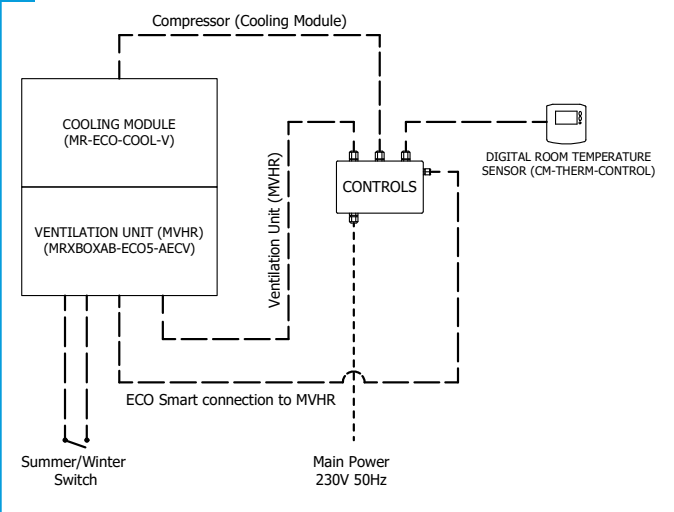 Compressor (Cooling Module)
COOLING MODULE
(MR-ECO-COOL-V)
Ventilation Unit (MVHR)
CONTROLS
DIGITAL ROOM TEMPERATURE
SENSOR (CM-THERM-CONTROL)
VENTILATION UNIT (MVHR)
(MRXBOXAB-ECO5-AECV)
ECO Smart connection to MVHR
Summer/Winter
Switch
Main Power
230V 50Hz